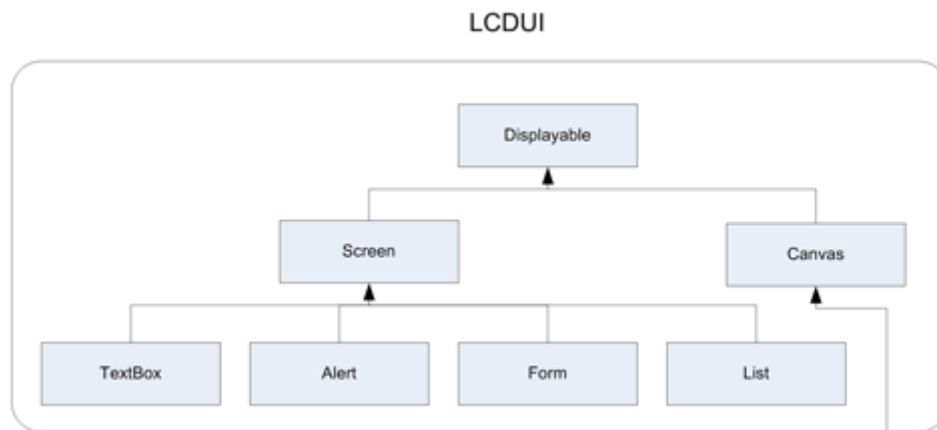 LCDUI
Displayable
Screen
Canvas
TextBox
Alert
Form
List